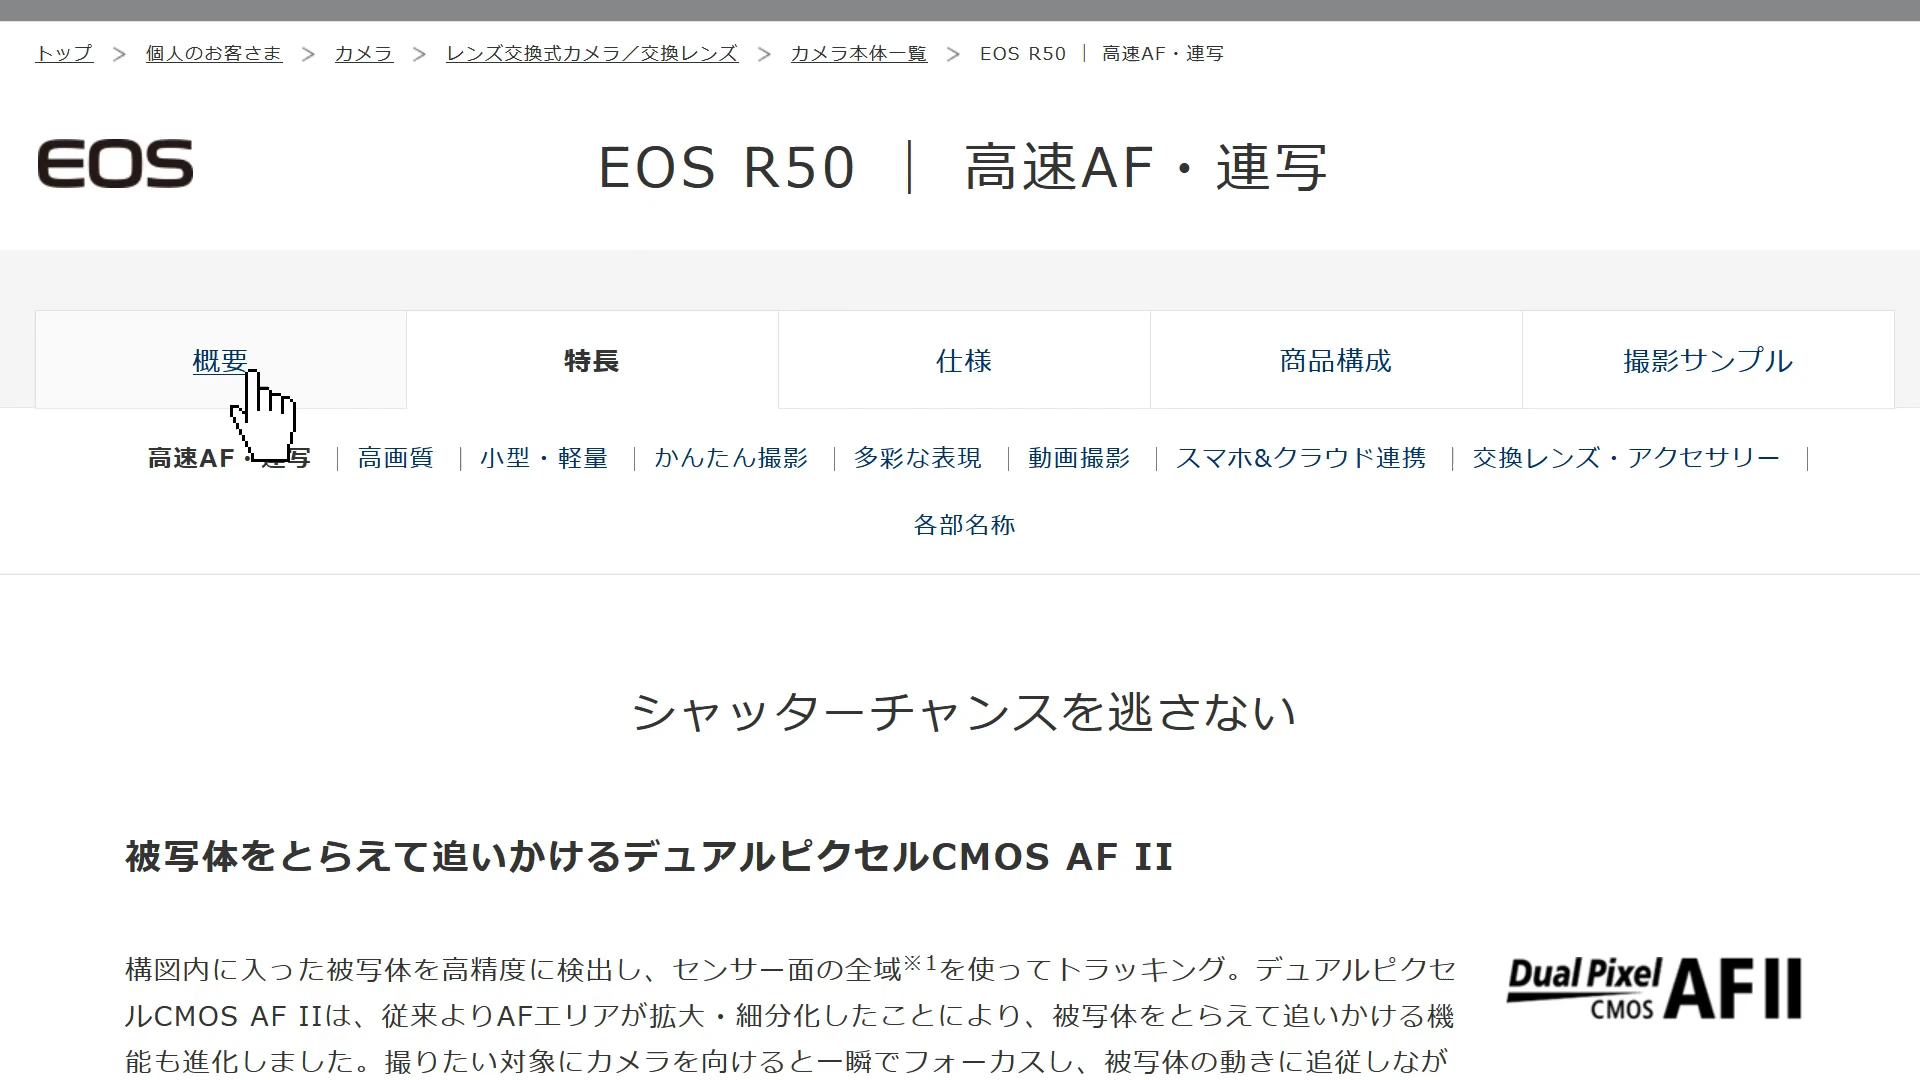 トップ > 個人のお客さま > カメラ > レンズ交換式カメラ／交換レンズ > カメラ本体一覧 > EOS R50 ｜ 高速AF・連写
EOS
EOS R50 ｜ 高速AF・連写
概要 特長 仕様 商品構成 撮影サンプル
高速AF・連写 | 高画質 | 小型・軽量 | かんたん撮影 | 多彩な表現 | 動画撮影 | スマホ&クラウド連携 | 交換レンズ・アクセサリー |
各部名称
シャッターチャンスを逃さない
被写体をとらえて追いかけるデュアルピクセルCMOS AF II
構図内に入った被写体を高精度に検出し、センサー面の全域※1を使ってトラッキング。デュアルピクセ
ルCMOS AF IIは、従来よりAFエリアが拡大・細分化したことにより、被写体をとらえて追いかける機
能も進化しました。撮りたい対象にカメラを向けると一瞬でフォーカスし、被写体の動きに追従しなが
Dual Pixel
CMOS AF II